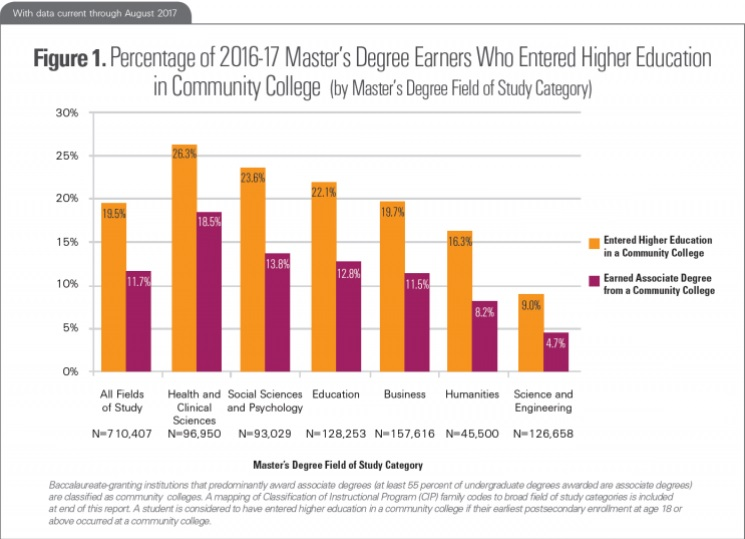 With data current through August 2017
Figure 1. Percentage of 2016-17 Master's Degree Earners Who Entered Higher Education
in Community College (by Master's Degree Field of Study Category)
30%
25%
20%
15%
10%
5%
0%
19.5%
11.7%
26.3%
18.5%
23.6%
13.8%
22.1%
12.8%
19.7%
11.5%
16.3%
8.2%
9.0%
4.7%
Entered Higher Education
in a Community College
Earned Associate Degree
from a Community College
All Fields
of Study
N=710,407
Health and
Clinical
Sciences
N=96,950
Social Sciences
and Psychology
N=93,029
Education
N=128,253
Business
N=157,616
Humanities
N=45,500
Science and
Engineering
N=126,658
Master's Degree Field of Study Category
Baccalaureate-granting institutions that predominantly award associate degrees (at least 55 percent of undergraduate degrees awarded are associate degrees)
are classified as community colleges. A mapping of Classification of Instructional Program (CIP) family codes to broad field of study categories is included
at end of this report. A student is considered to have entered higher education in a community college if their earliest postsecondary enrollment at age 18 or
above occurred at a community college.